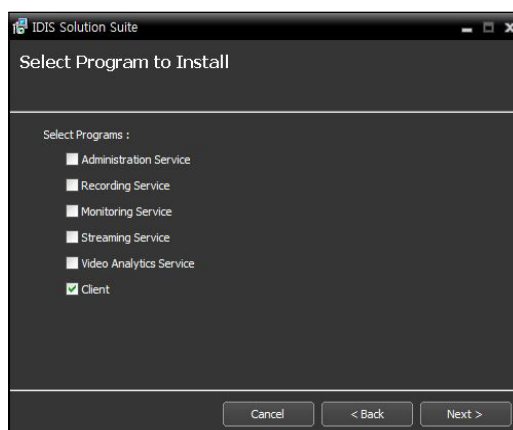 IDIS Solution Suite
Select Program to Install
Select Programs :
Administration Service
Recording Service
Monitoring Service
Streaming Service
Video Analytics Service
Client
Cancel
< Back
Next >